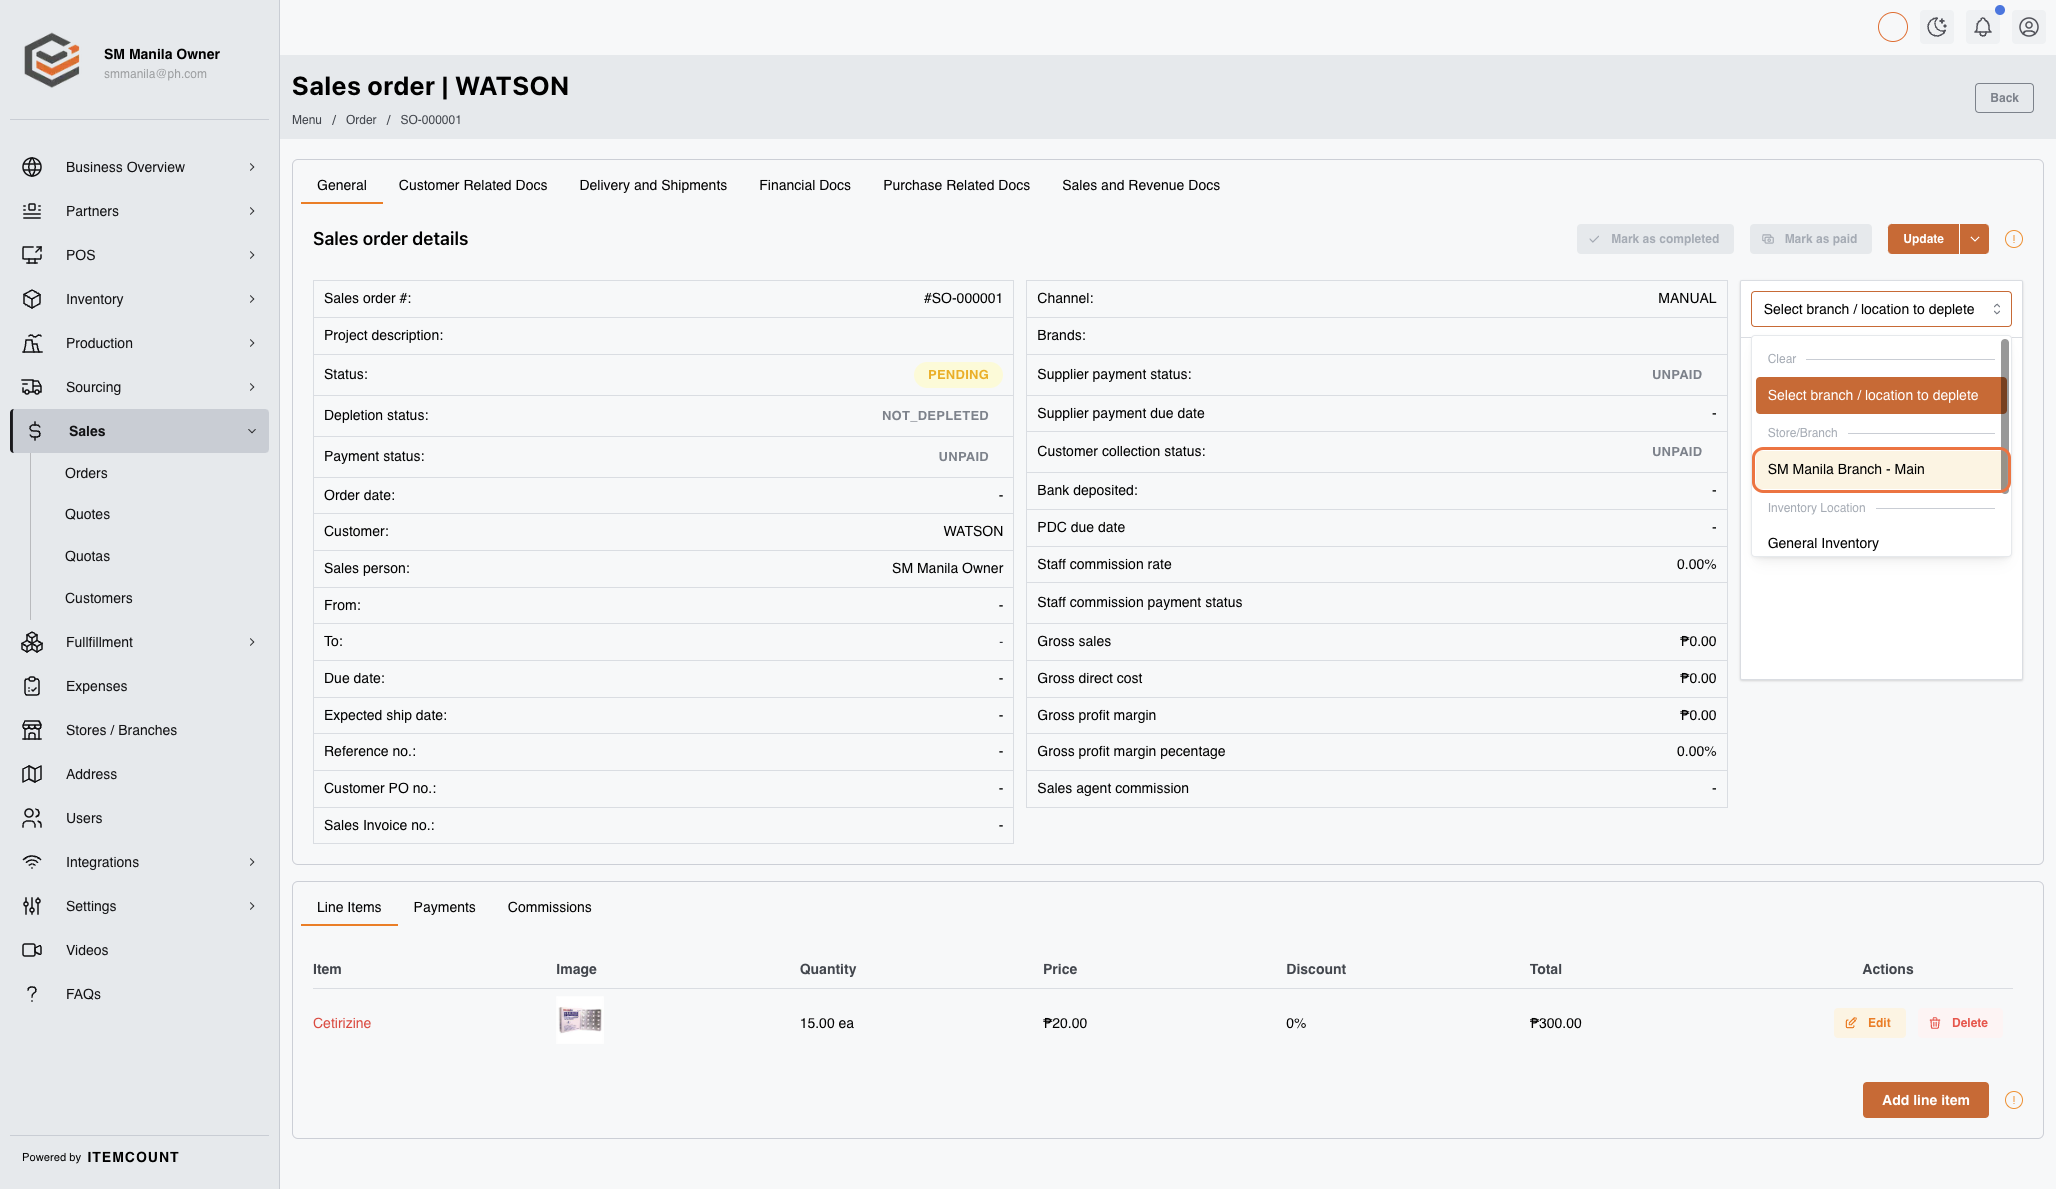 SM Manila Owner
smmanila@ph.com
Business Overview
Partners
POS
Inventory
Production
Sourcing
Sales
Orders
Quotes
Quotas
Customers
Fullfillment
Expenses
Stores / Branches
Address
Users
Integrations
Settings
Videos
FAQs
Powered by ITEMCOUNT
Sales order | WATSON
Menu / Order / SO-000001
Back
General Customer Related Docs Delivery and Shipments Financial Docs Purchase Related Docs Sales and Revenue Docs
Sales order details
Mark as completed Mark as paid Update
Sales order #: #SO-000001
Project description:
Status: PENDING
Depletion status: NOT_DEPLETED
Payment status: UNPAID
Order date: -
Customer: WATSON
Sales person: SM Manila Owner
From: -
To: -
Due date: -
Expected ship date: -
Reference no.: -
Customer PO no.: -
Sales Invoice no.: -
Channel: MANUAL
Brands:
Supplier payment status: UNPAID
Supplier payment due date -
Customer collection status: UNPAID
Bank deposited: -
PDC due date -
Staff commission rate 0.00%
Staff commission payment status
Gross sales ₱0.00
Gross direct cost ₱0.00
Gross profit margin ₱0.00
Gross profit margin pecentage 0.00%
Sales agent commission -
Select branch / location to deplete
Clear
Select branch / location to deplete
Store/Branch
SM Manila Branch - Main
Inventory Location
General Inventory
Line Items Payments Commissions
Item Image Quantity Price Discount Total Actions
Cetirizine 15.00 ea ₱20.00 0% ₱300.00 Edit Delete
Add line item